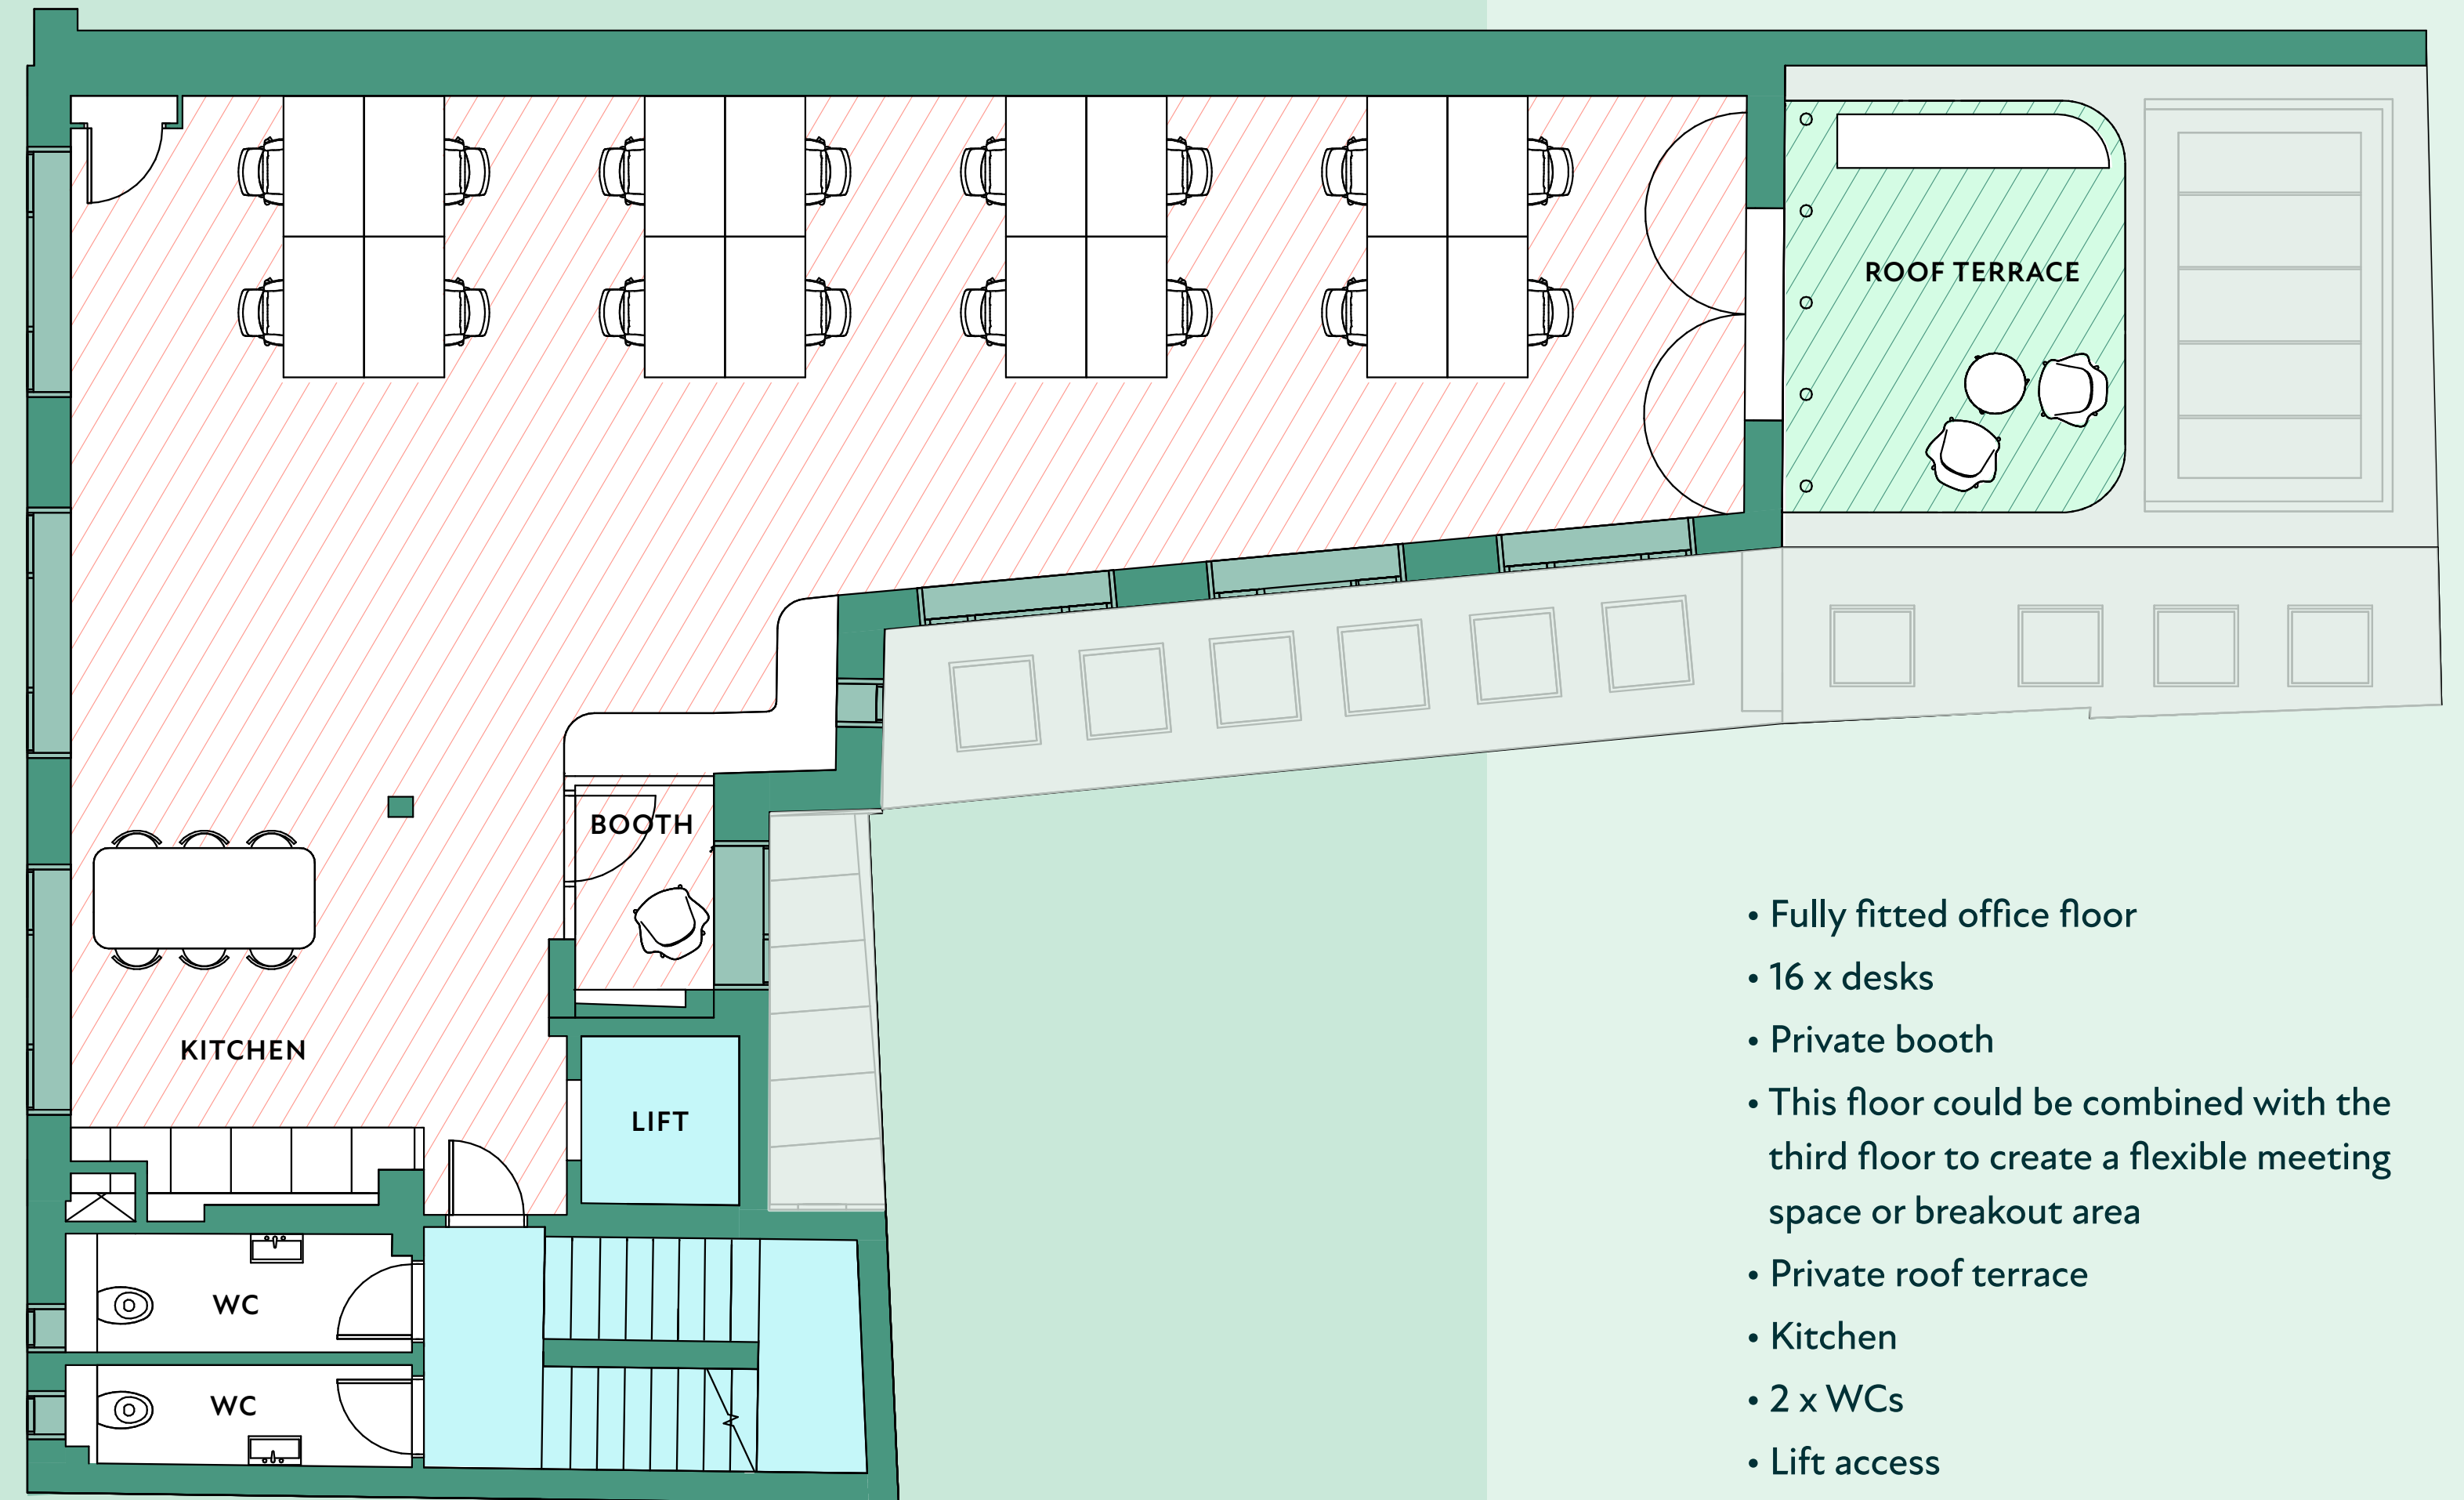 ROOF TERRACE
BOOTH
KITCHEN
LIFT
WC
WC
• Fully fitted office floor
• 16 x desks
• Private booth
• This floor could be combined with the
third floor to create a flexible meeting
space or breakout area
• Private roof terrace
• Kitchen
• 2 x WCs
• Lift access